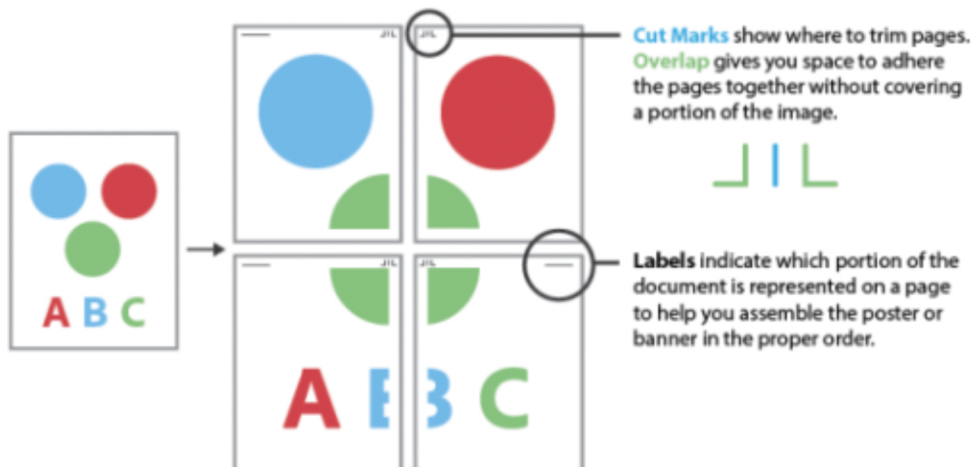 Cut Marks show where to trim pages.
Overlap gives you space to adhere
the pages together without covering
a portion of the image.
Labels indicate which portion of the
document is represented on a page
to help you assemble the poster or
banner in the proper order.
A B C
A B
B C